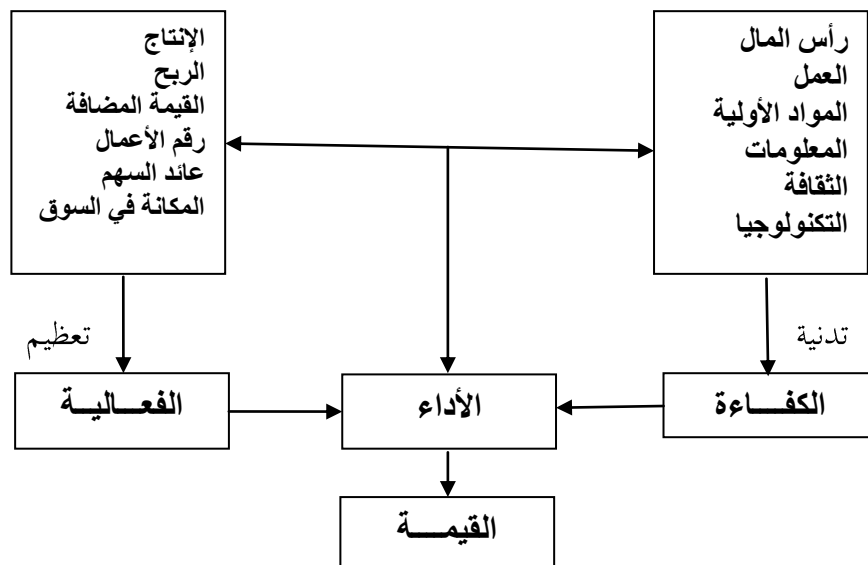 رأس المال
العمل
المواد الأولية
المعلومات
الثقافة
التكنولوجيا
الإنتاج
الربح
القيمة المضافة
رقم الأعمال
عائد السهم
المكانة في السوق
تدنية
تعظيم
الكفـــاءة
الأداء
الفعـــاليـــة
القيمـــة